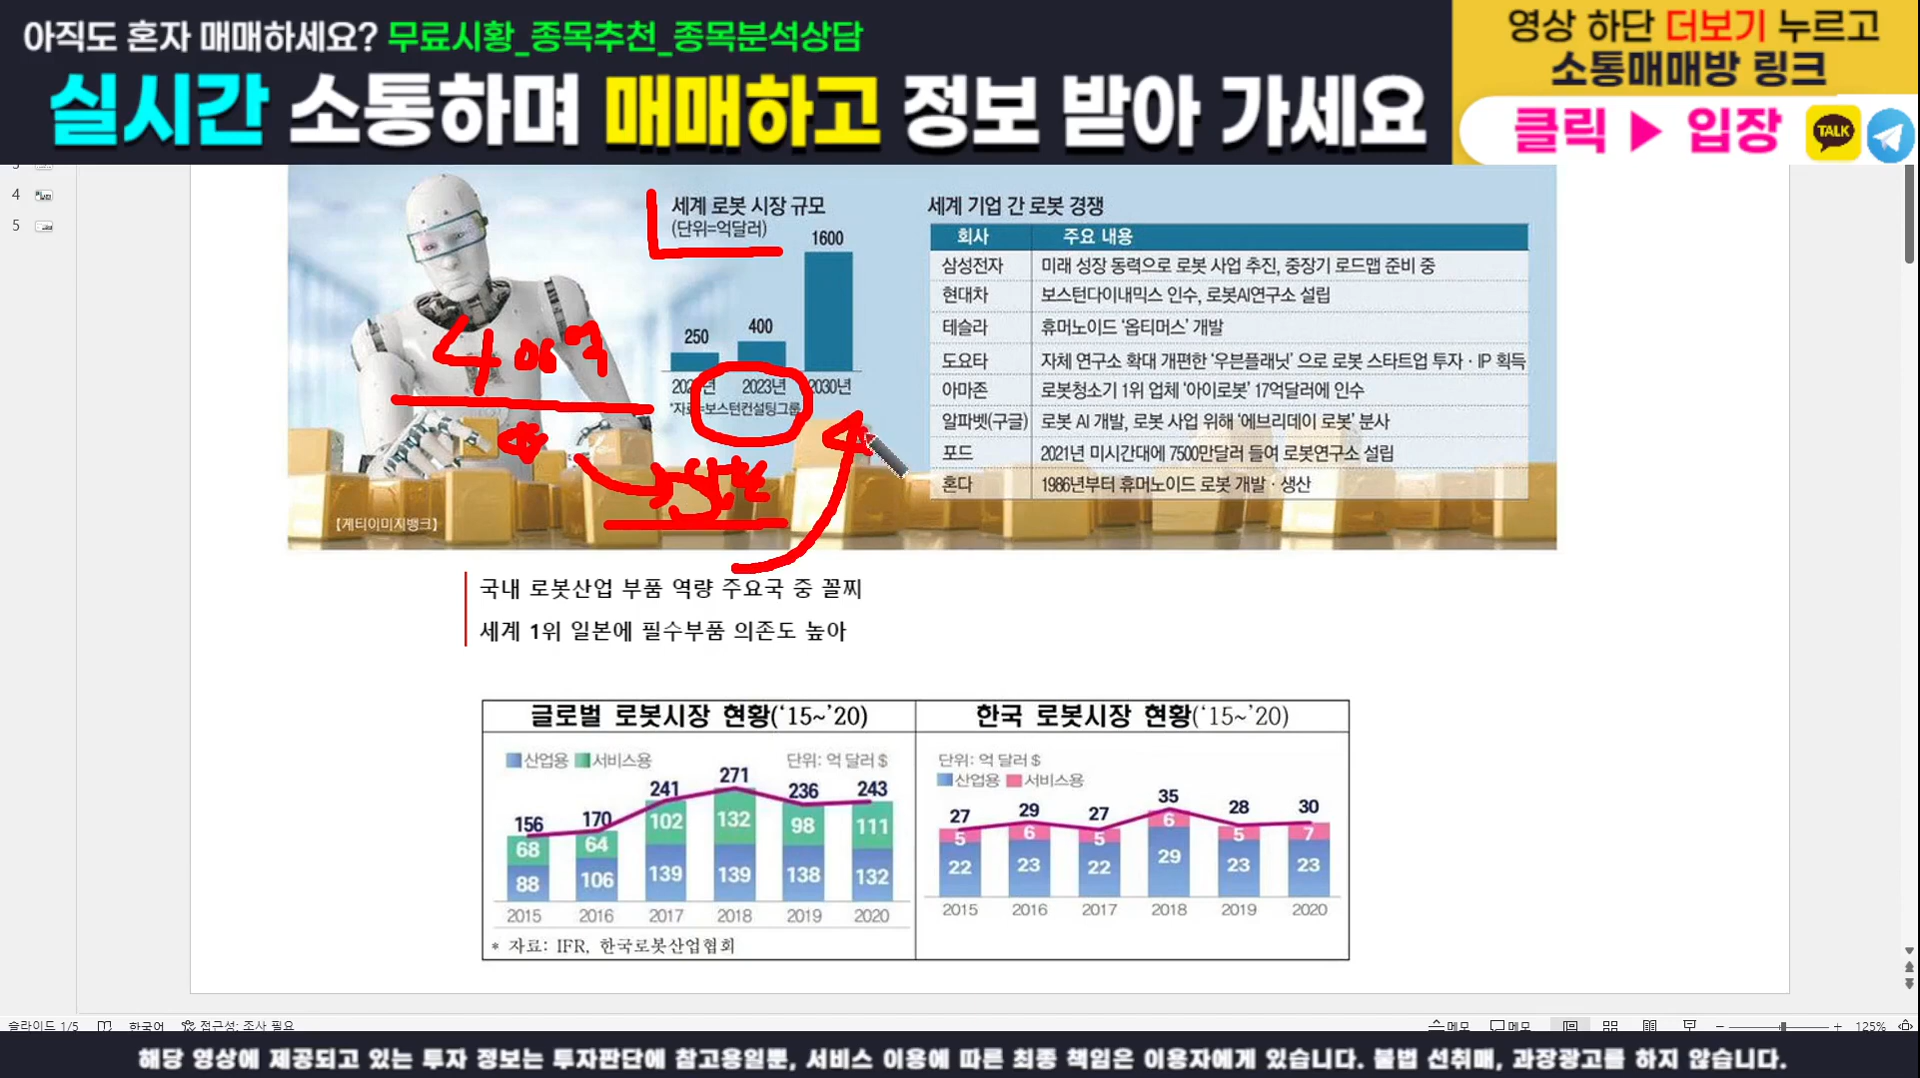 아직도 혼자 매매하세요? 무료시황_종목추천_종목분석상담
실시간 소통하며 매매하고 정보 받아 가세요
영상 하단 더보기 누르고
소통매매방 링크
클릭 ▶ 입장
TALK
4
5
세계 로봇 시장 규모
(단위=억달러)
250
400
1600
2023년
2030년
*자료=보스턴컨설팅그룹
【게티이미지뱅크】
세계 기업 간 로봇 경쟁
회사 주요 내용
삼성전자 미래 성장 동력으로 로봇 사업 추진, 중장기 로드맵 준비 중
현대차 보스턴다이내믹스 인수, 로봇AI연구소 설립
테슬라 휴머노이드 ‘옵티머스’ 개발
도요타 자체 연구소 확대 개편한 ‘우븐플래닛’ 으로 로봇 스타트업 투자 · IP 획득
아마존 로봇청소기 1위 업체 ‘아이로봇’ 17억달러에 인수
알파벳(구글) 로봇 AI 개발, 로봇 사업 위해 ‘에브리데이 로봇’ 분사
포드 2021년 미시간대에 7500만달러 들여 로봇연구소 설립
혼다 1986년부터 휴머노이드 로봇 개발 · 생산
국내 로봇산업 부품 역량 주요국 중 꼴찌
세계 1위 일본에 필수부품 의존도 높아
글로벌 로봇시장 현황(‘15~’20)
산업용 서비스용 단위: 억 달러 $
156 170 241 271 236 243
68 64 102 132 98 111
88 106 139 139 138 132
2015 2016 2017 2018 2019 2020
* 자료: IFR, 한국로봇산업협회
한국 로봇시장 현황(‘15~’20)
단위: 억 달러 $
산업용 서비스용
27 29 27 35 28 30
5 6 5 6 5 7
22 23 22 29 23 23
2015 2016 2017 2018 2019 2020
슬라이드 1/5 한국어 접근성: 조사 필요
메모 메모 125%
해당 영상에 제공되고 있는 투자 정보는 투자판단에 참고용일뿐, 서비스 이용에 따른 최종 책임은 이용자에게 있습니다. 불법 선취매, 과장광고를 하지 않습니다.